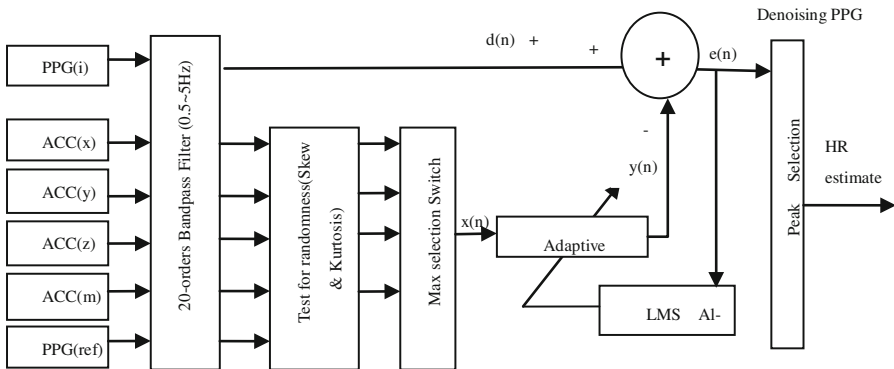 Denoising PPG
d(n) +
+
e(n)
PPG(i)
+
ACC(x)
ACC(y)
ACC(z)
ACC(m)
PPG(ref)
20-orders Bandpass Filter (0.5~5Hz)
Test for randomness(Skew
& Kurtosis)
Max selection Switch
x(n)
-
y(n)
Adaptive
LMS Al-
Peak Selection
HR
estimate